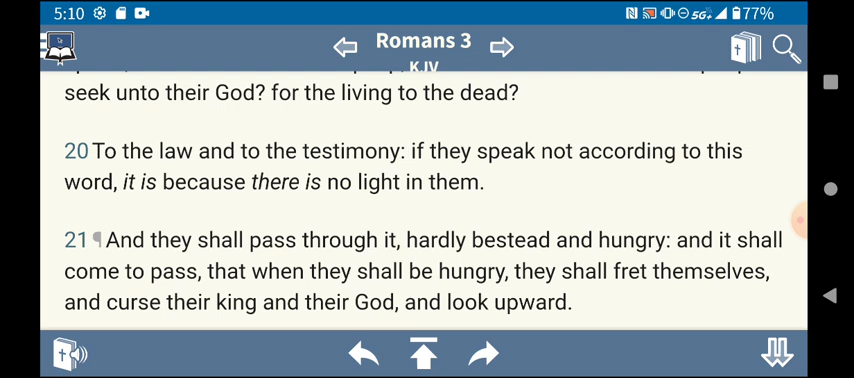 5:10 5G+ 77%
Romans 3
KJV
seek unto their God? for the living to the dead?
20 To the law and to the testimony: if they speak not according to this
word, it is because there is no light in them.
21 ¶ And they shall pass through it, hardly bestead and hungry: and it shall
come to pass, that when they shall be hungry, they shall fret themselves,
and curse their king and their God, and look upward.